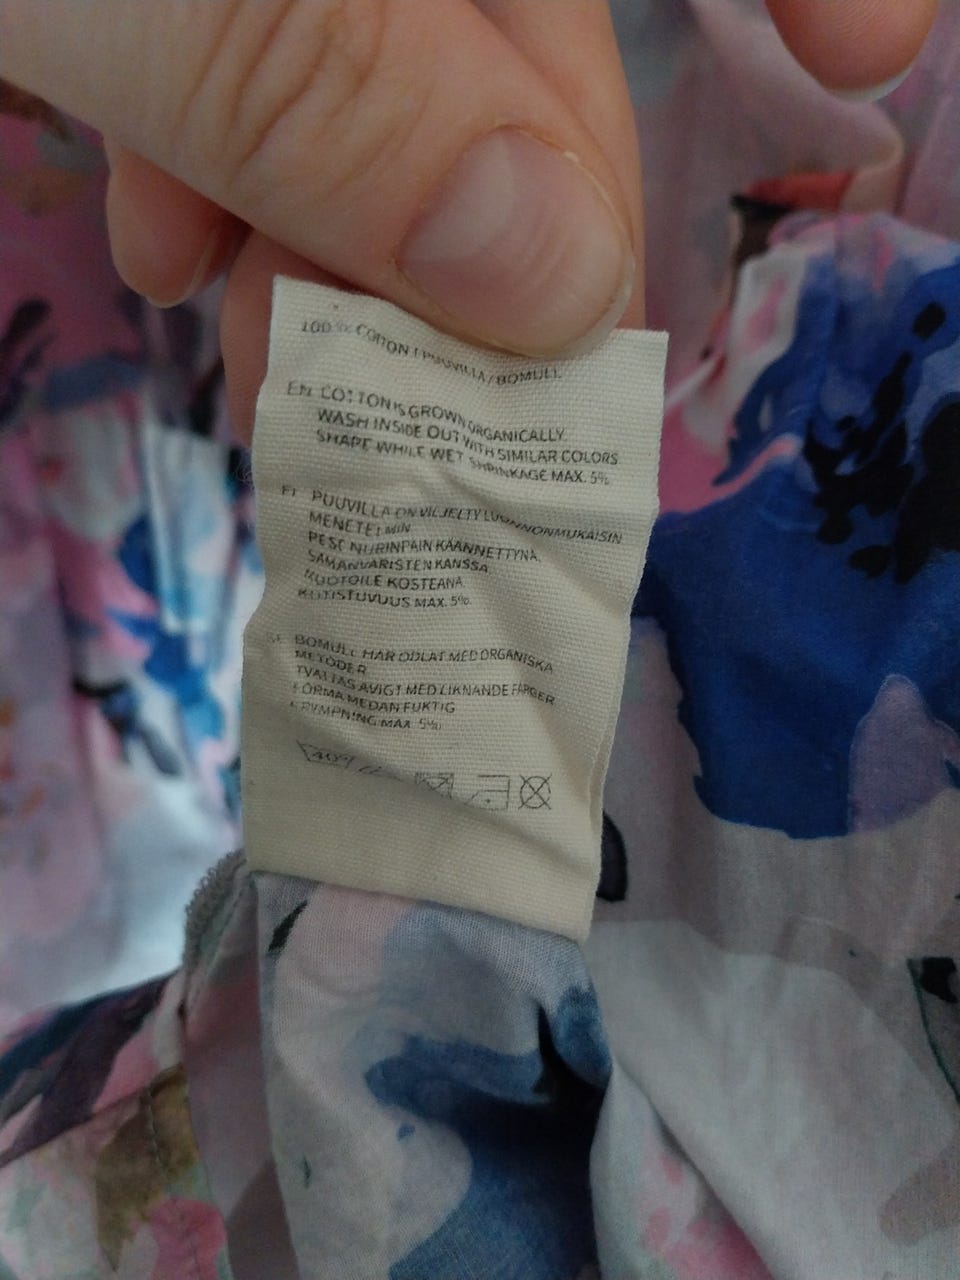 100 % COTTON / PUUVILLA / BOMULL
EN COTTON IS GROWN ORGANICALLY
WASH INSIDE OUT WITH SIMILAR COLORS
SHAPE WHILE WET SHRINKAGE MAX. 5%
FI PUUVILLA ON VILJELTY LUONNONMUKAISIN
MENETELMIN
PESE NURINPÄIN KÄÄNNETTYNÄ,
SAMANVÄRISTEN KANSSA.
MUOTOILE KOSTEANA
KUTISTUVUUS MAX. 5%.
SE BOMULL HAR ODLAT MED ORGANISKA
METODER
TVÄTTAS AVIGT MED LIKNANDE FÄRGER
FORMA MEDAN FUKTIG
KRYMPNING MAX 5%
40°